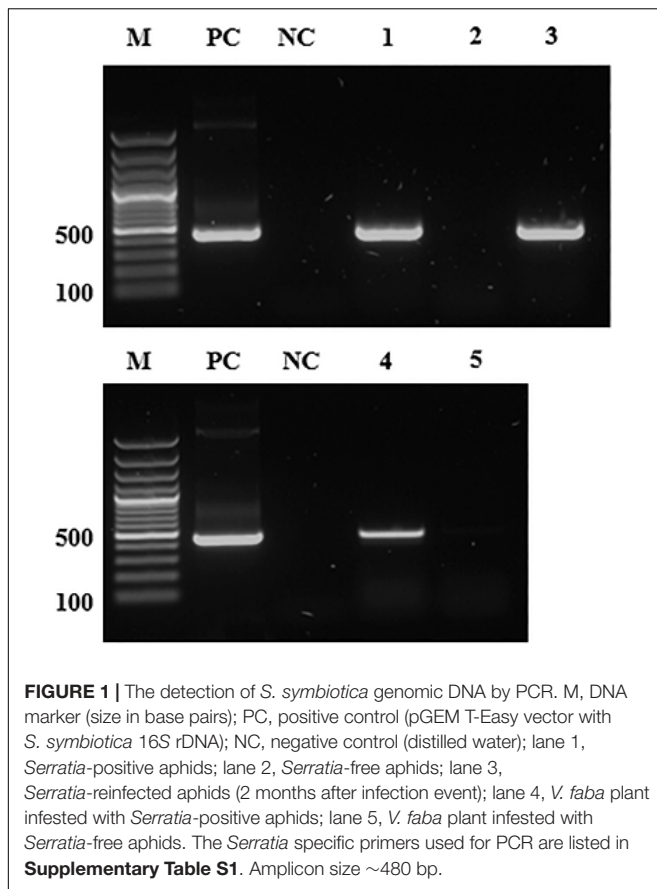 M PC NC 1 2 3
500
100
M PC NC 4 5
500
100
FIGURE 1 | The detection of S. symbiotica genomic DNA by PCR. M, DNA
marker (size in base pairs); PC, positive control (pGEM T-Easy vector with
S. symbiotica 16S rDNA); NC, negative control (distilled water); lane 1,
Serratia-positive aphids; lane 2, Serratia-free aphids; lane 3,
Serratia-reinfected aphids (2 months after infection event); lane 4, V. faba plant
infested with Serratia-positive aphids; lane 5, V. faba plant infested with
Serratia-free aphids. The Serratia specific primers used for PCR are listed in
Supplementary Table S1. Amplicon size ~480 bp.